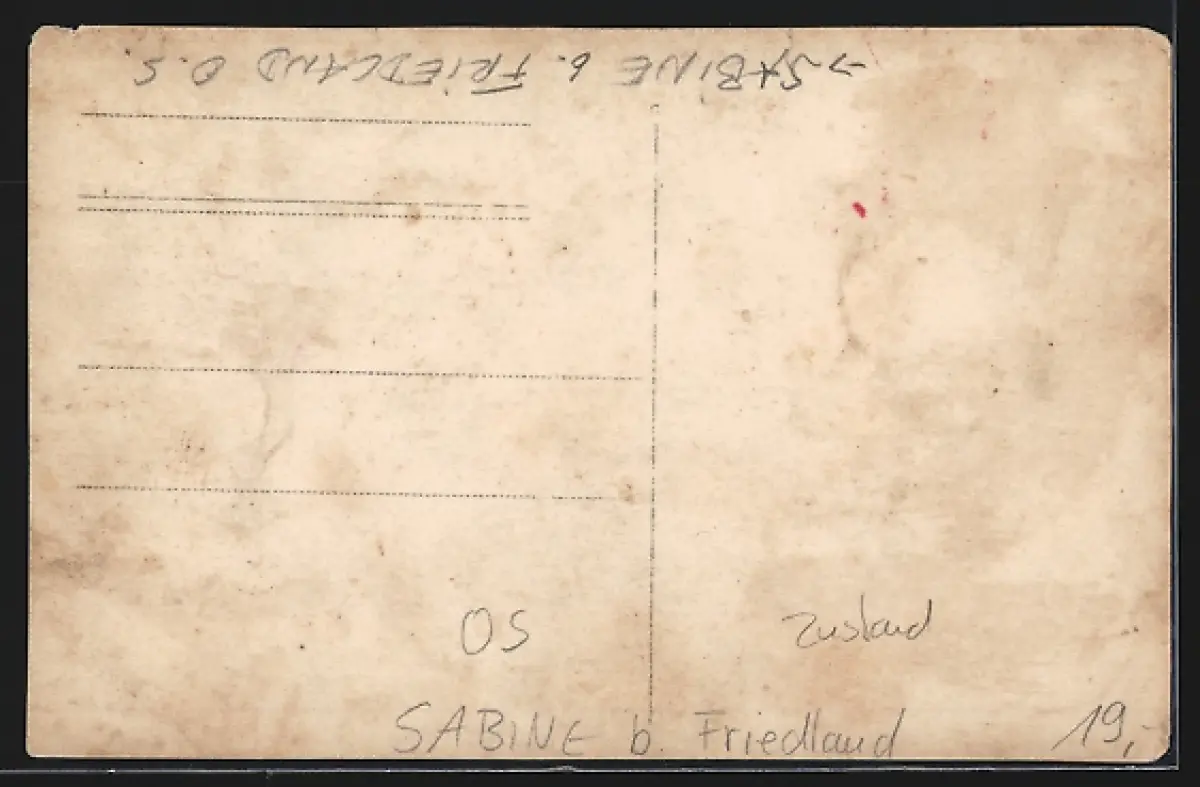 → SABINE b. FRIEDLAND O.S.
OS
Zustand
SABINE b. Friedland
19,-